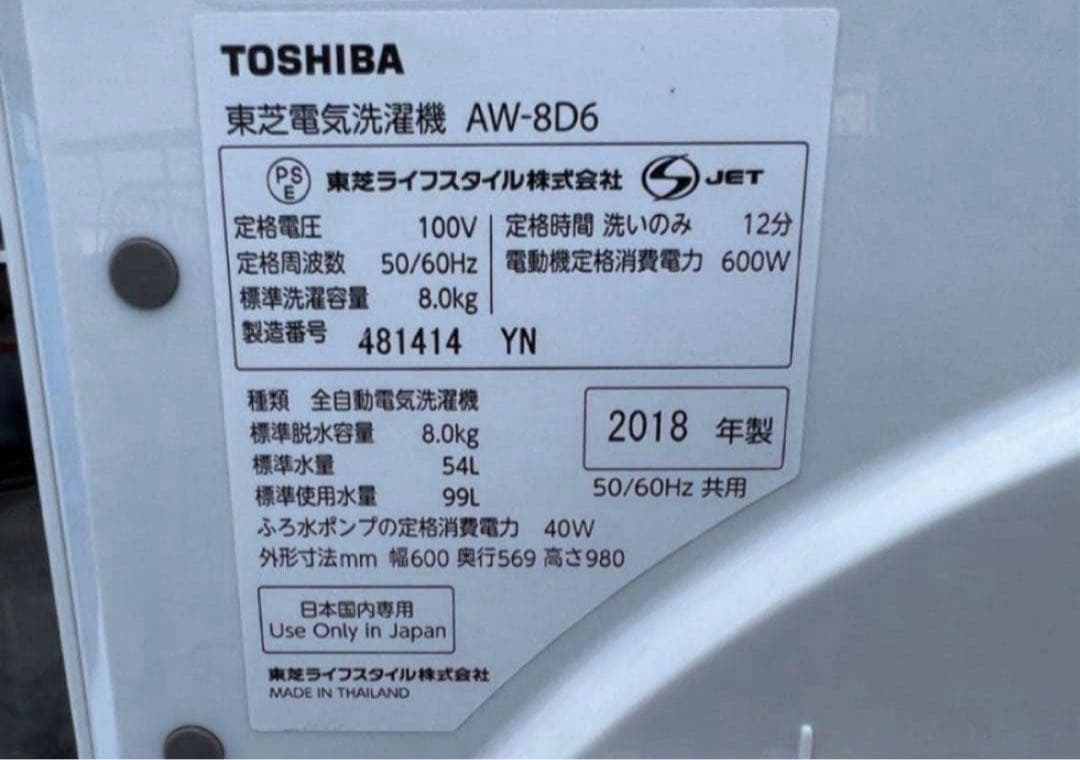 TOSHIBA
東芝電気洗濯機 AW-8D6
PSE 東芝ライフスタイル株式会社 S JET
定格電圧 100V 定格時間 洗いのみ 12分
定格周波数 50/60Hz 電動機定格消費電力 600W
標準洗濯容量 8.0kg
製造番号 481414 YN
種類 全自動電気洗濯機
標準脱水容量 8.0kg
2018 年製
標準水量 54L
標準使用水量 99L
50/60Hz 共用
ふろ水ポンプの定格消費電力 40W
外形寸法mm 幅600 奥行569 高さ980
日本国内専用
Use Only in Japan
東芝ライフスタイル株式会社
MADE IN THAILAND